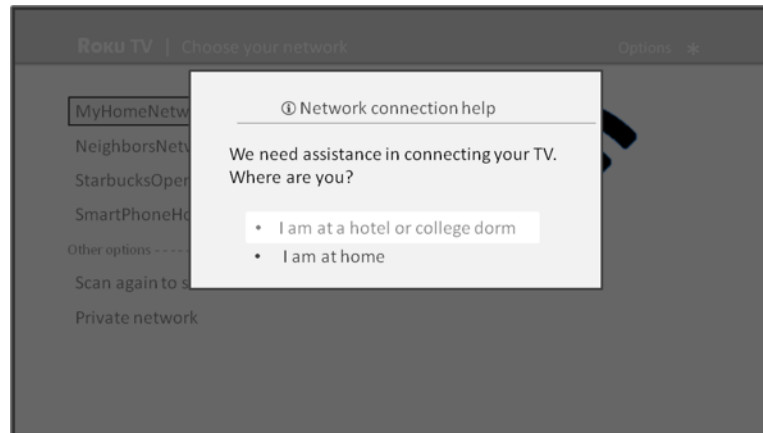 ROKU TV | Choose your network
Options ✱
MyHomeNetw
ⓘ Network connection help
NeighborsNetw
We need assistance in connecting your TV.
Where are you?
StarbucksOper
SmartPhoneHo
• I am at a hotel or college dorm
Other options - - - - -
• I am at home
Scan again to s
Private network